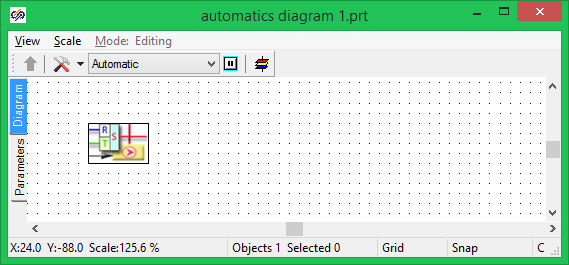 automatics diagram 1.prt
View Scale Mode: Editing
Automatic
Diagram
Parameters
R
S
T
X:24.0 Y:-88.0 Scale:125.6 % Objects 1 Selected 0 Grid Snap C